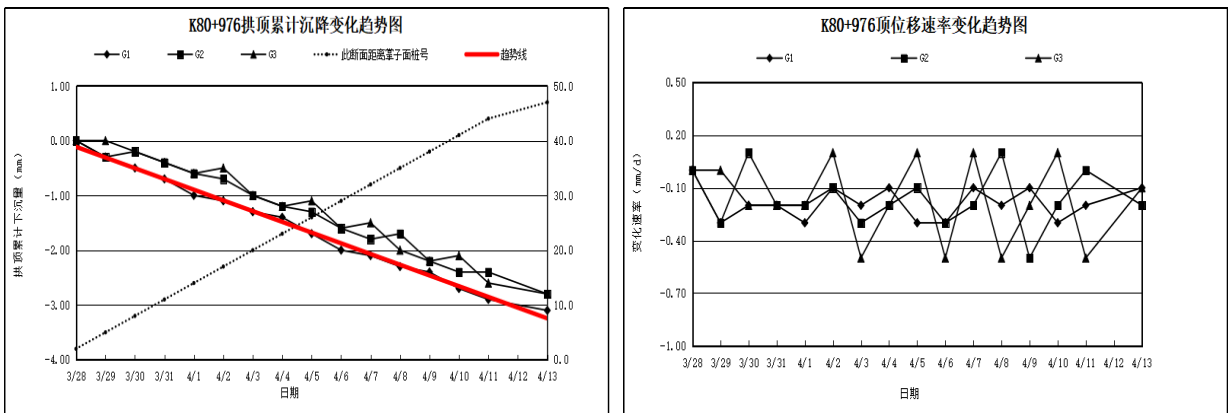 K80+976拱顶累计沉降变化趋势图
G1 G2 G3 此断面距离掌子面桩号 趋势线
拱顶累计下沉量（mm）
1.00
0.00
-1.00
-2.00
-3.00
-4.00
50.0
40.0
30.0
20.0
10.0
0.0
3/28 3/29 3/30 3/31 4/1 4/2 4/3 4/4 4/5 4/6 4/7 4/8 4/9 4/10 4/11 4/12 4/13
日期
K80+976顶位移速率变化趋势图
G1 G2 G3
变化速率（mm/d）
0.50
0.20
-0.10
-0.40
-0.70
-1.00
3/28 3/29 3/30 3/31 4/1 4/2 4/3 4/4 4/5 4/6 4/7 4/8 4/9 4/10 4/11 4/12 4/13
日期